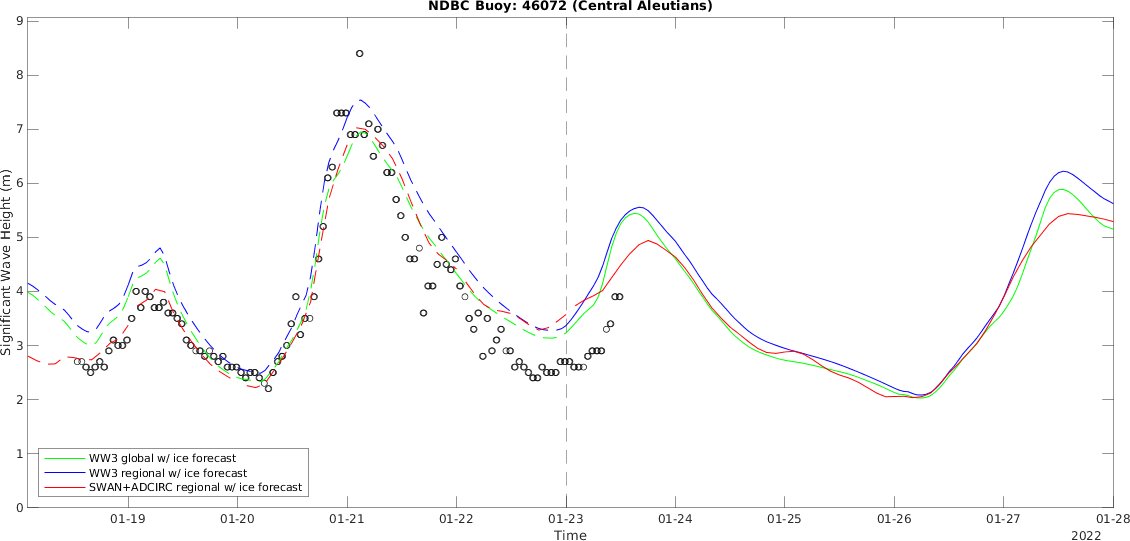 NDBC Buoy: 46072 (Central Aleutians)
9
8
7
6
5
4
3
2
1
0
Significant Wave Height (m)
WW3 global w/ ice forecast
WW3 regional w/ ice forecast
SWAN+ADCIRC regional w/ ice forecast
01-19 01-20 01-21 01-22 01-23 01-24 01-25 01-26 01-27 01-28
Time
2022